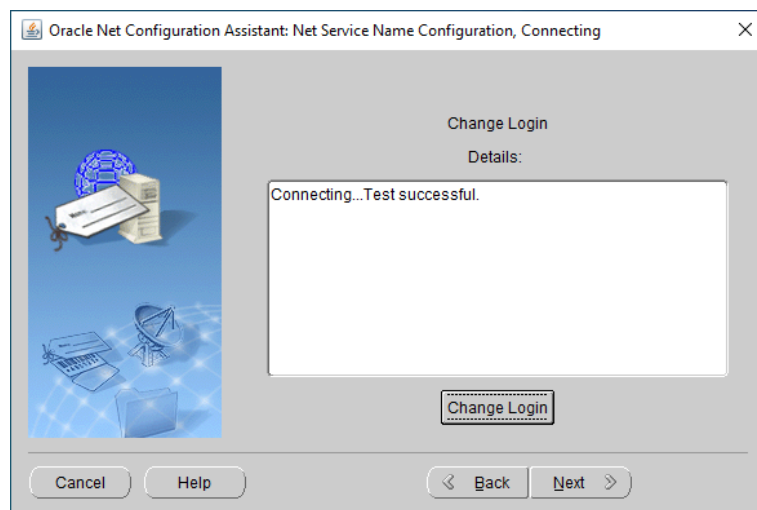 Oracle Net Configuration Assistant: Net Service Name Configuration, Connecting
Change Login
Details:
Connecting...Test successful.
Change Login
Cancel
Help
Back
Next